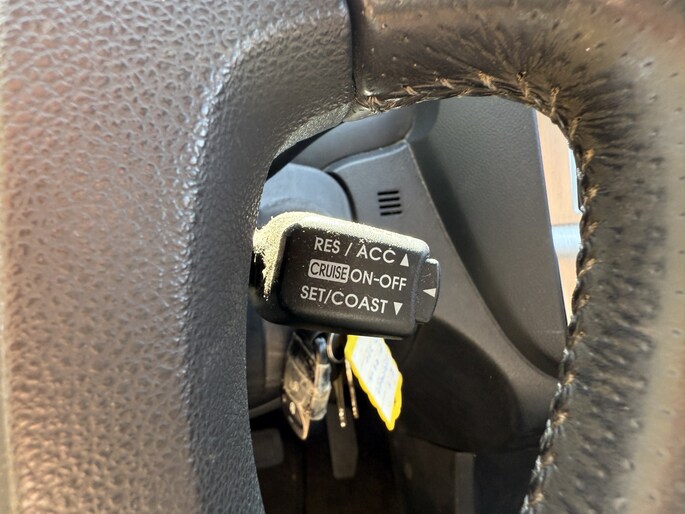 RES / ACC ▲
CRUISE ON-OFF ◀
SET/COAST ▼